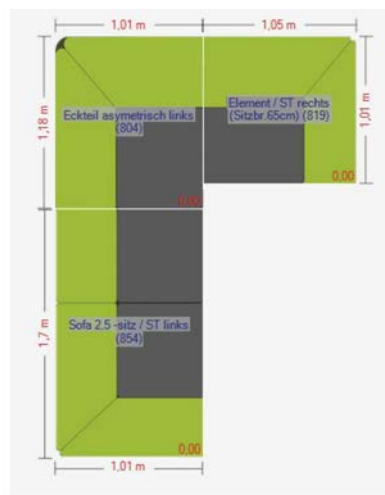 1,01 m
1,05 m
1,18 m
Eckteil asymetrisch links
(804)
Element / ST rechts
(Sitzbr.65cm) (819)
1,01 m
0,00
0,00
1,7 m
Sofa 2,5 -sitz / ST links
(854)
0,00
1,01 m